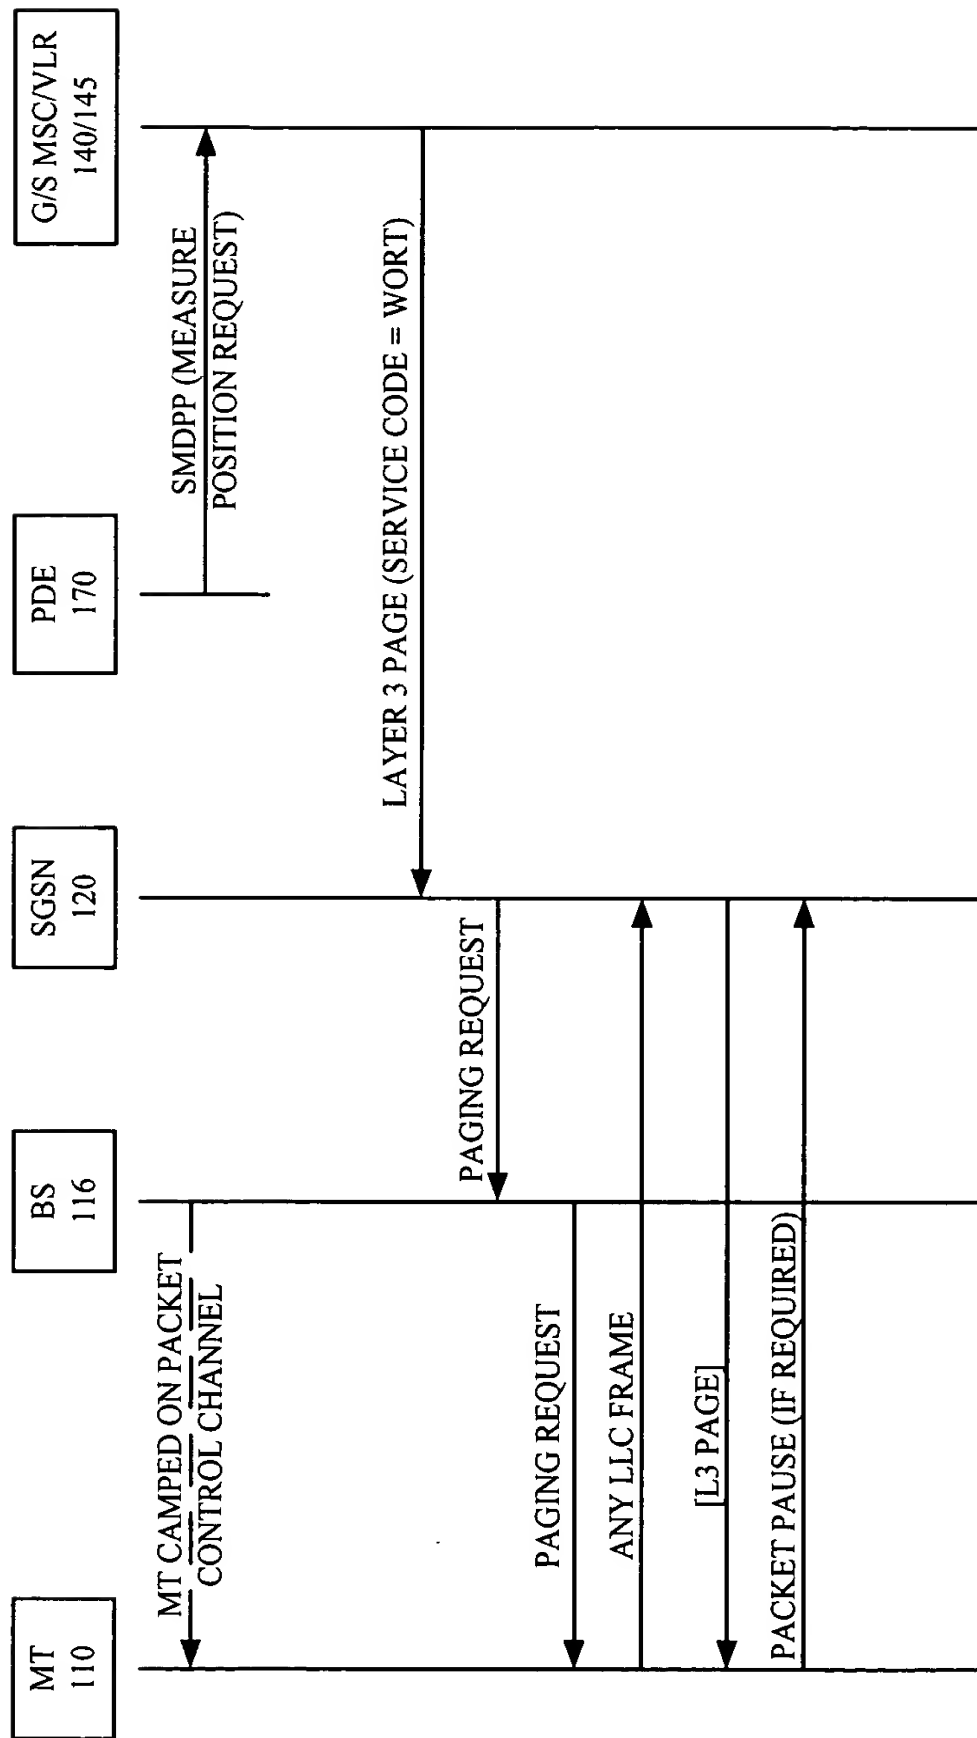 MT
110
BS
116
SGSN
120
PDE
170
G/S MSC/VLR
140/145
MT CAMPED ON PACKET
CONTROL CHANNEL
SMDPP (MEASURE
POSITION REQUEST)
LAYER 3 PAGE (SERVICE CODE = WORT)
PAGING REQUEST
PAGING REQUEST
ANY LLC FRAME
[L3 PAGE]
PACKET PAUSE (IF REQUIRED)